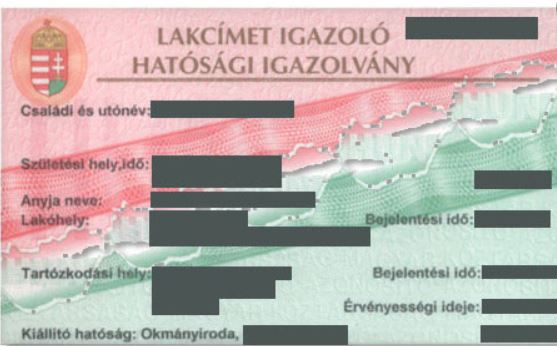 LAKCÍMET IGAZOLÓ
HATÓSÁGI IGAZOLVÁNY
Családi és utónév:
Születési hely,idő:
Anyja neve:
Lakóhely: Bejelentési idő:
Tartózkodási hely: Bejelentési idő:
Érvényességi ideje:
Kiállító hatóság: Okmányiroda,